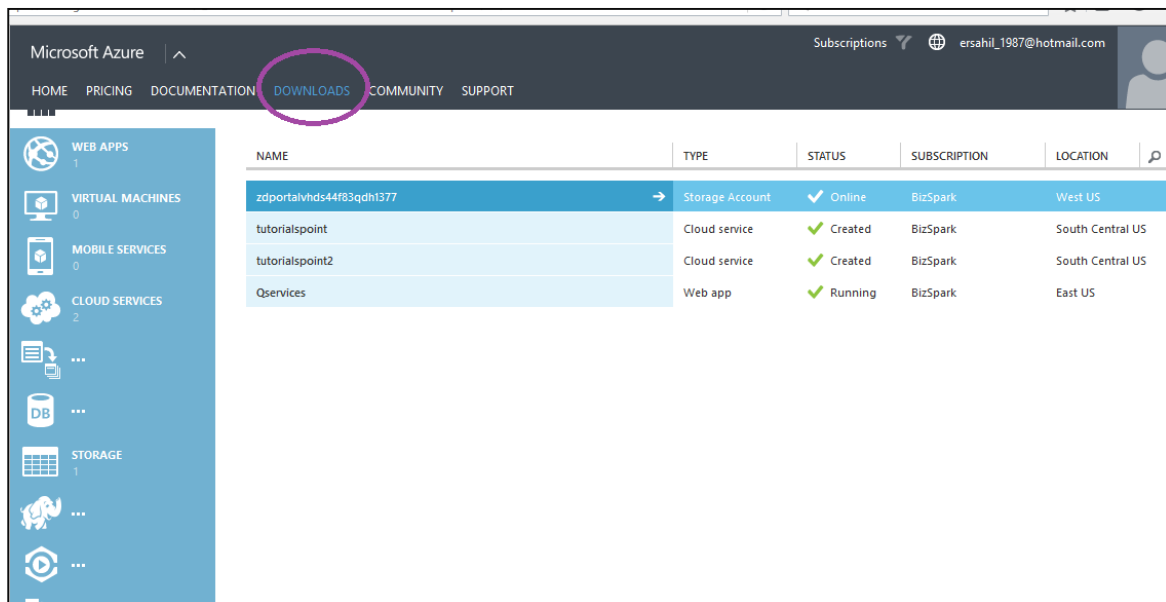 Microsoft Azure
Subscriptions ersahil_1987@hotmail.com
HOME PRICING DOCUMENTATION DOWNLOADS COMMUNITY SUPPORT
WEB APPS
1
VIRTUAL MACHINES
0
MOBILE SERVICES
0
CLOUD SERVICES
2
...
DB ...
STORAGE
1
...
...
NAME TYPE STATUS SUBSCRIPTION LOCATION
zdportalvhds44f83qdh1377 Storage Account Online BizSpark West US
tutorialspoint Cloud service Created BizSpark South Central US
tutorialspoint2 Cloud service Created BizSpark South Central US
Qservices Web app Running BizSpark East US